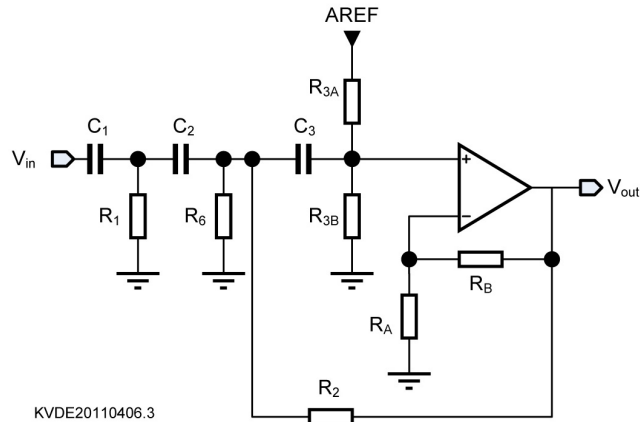 AREF
R3A
C1
C2
C3
Vin
+
Vout
R1
R6
R3B
−
RB
RA
R2
KVDE20110406.3